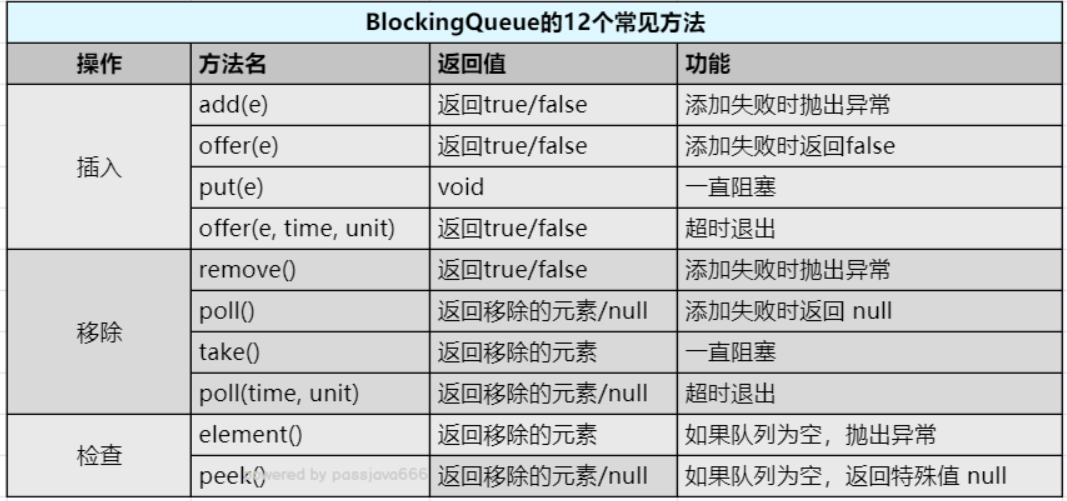 BlockingQueue的12个常见方法
操作 方法名 返回值 功能
插入
add(e) 返回true/false 添加失败时抛出异常
offer(e) 返回true/false 添加失败时返回false
put(e) void 一直阻塞
offer(e, time, unit) 返回true/false 超时退出
移除
remove() 返回true/false 添加失败时抛出异常
poll() 返回移除的元素/null 添加失败时返回 null
take() 返回移除的元素 一直阻塞
poll(time, unit) 返回移除的元素/null 超时退出
检查
element() 返回移除的元素 如果队列为空，抛出异常
peek() 返回移除的元素/null 如果队列为空，返回特殊值 null
powered by passjava666